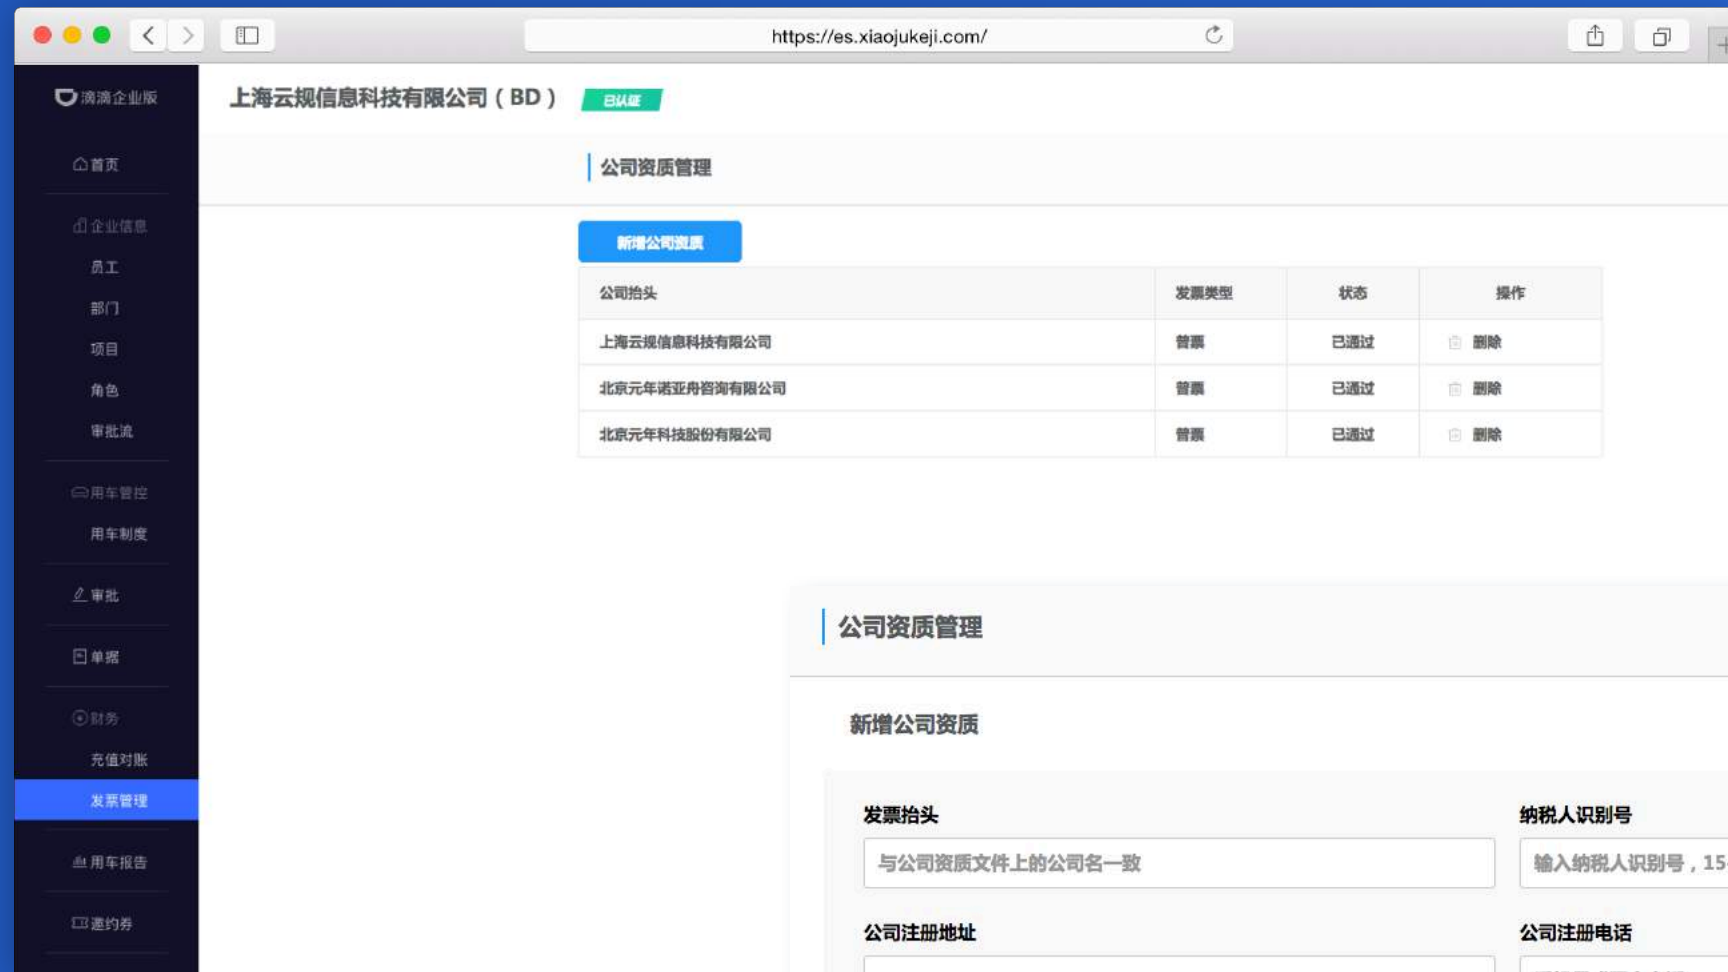 https://es.xiaojukeji.com/
滴滴企业版
上海云规信息科技有限公司（BD）
已认证
首页
企业信息
员工
部门
项目
角色
审批流
用车管控
用车制度
审批
单据
财务
充值对账
发票管理
用车报告
邀约券
公司资质管理
新增公司资质
公司抬头 发票类型 状态 操作
上海云规信息科技有限公司 普票 已通过 删除
北京元年诺亚舟咨询有限公司 普票 已通过 删除
北京元年科技股份有限公司 普票 已通过 删除
公司资质管理
新增公司资质
发票抬头 纳税人识别号
与公司资质文件上的公司名一致 输入纳税人识别号，15
公司注册地址 公司注册电话